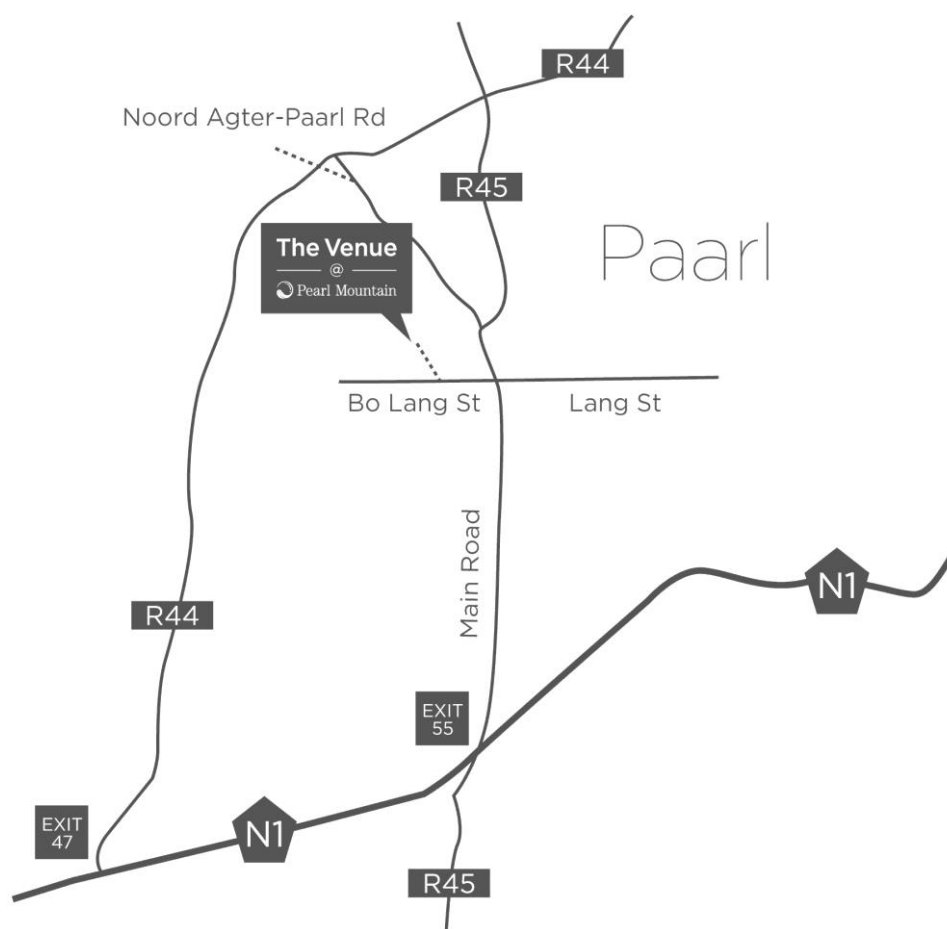 R44
Noord Agter-Paarl Rd
R45
Paarl
The Venue
@
Pearl Mountain
Bo Lang St
Lang St
Main Road
N1
R44
EXIT
55
EXIT
47
N1
R45